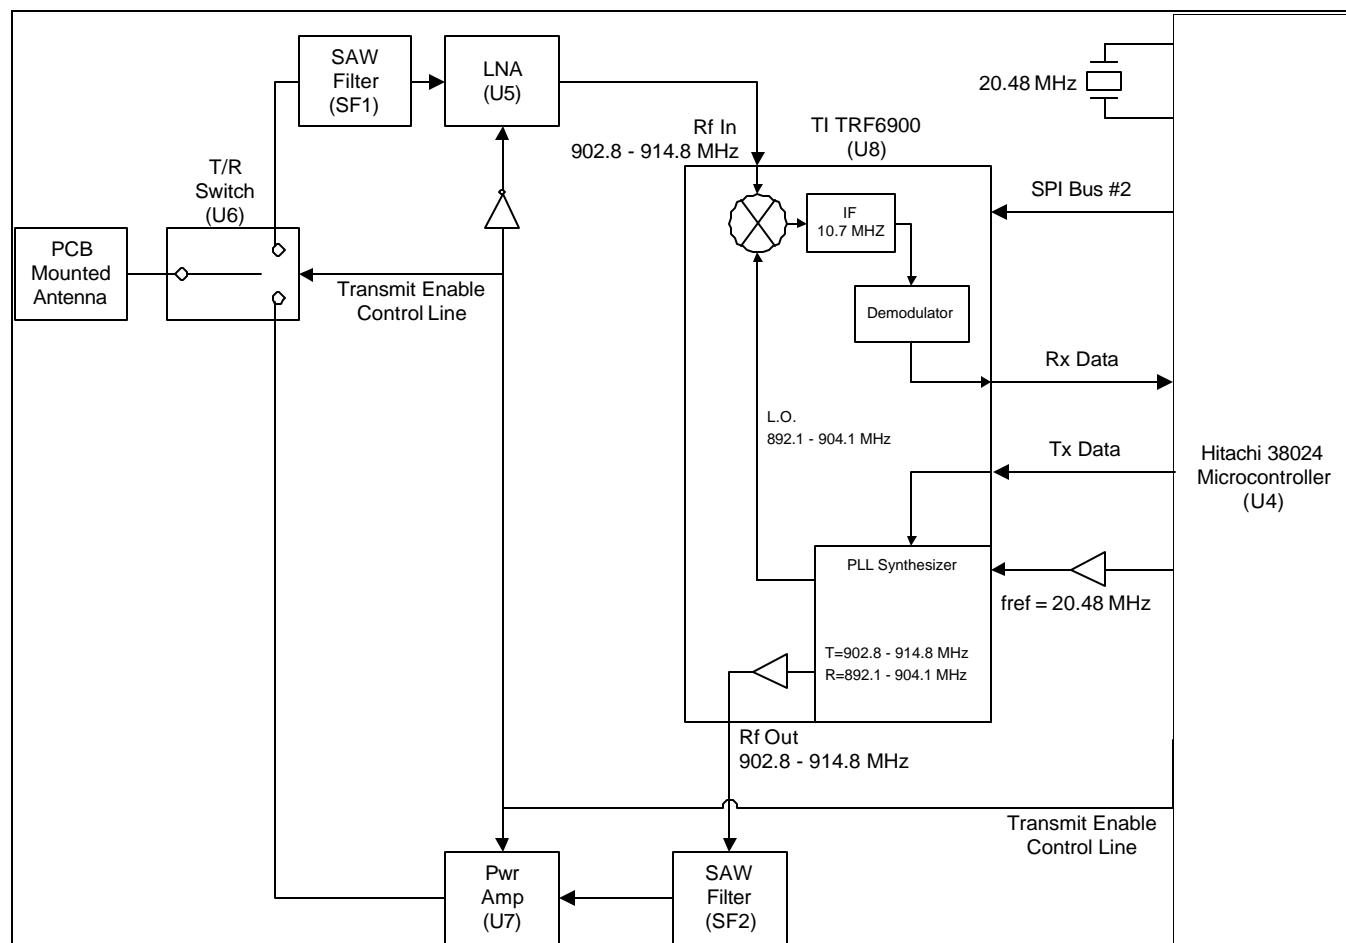 SAW
Filter
(SF1)
LNA
(U5)
20.48 MHz
Rf In
902.8 - 914.8 MHz
TI TRF6900
(U8)
T/R
Switch
(U6)
SPI Bus #2
IF
10.7 MHZ
PCB
Mounted
Antenna
Transmit Enable
Control Line
Demodulator
Rx Data
L.O.
892.1 - 904.1 MHz
Tx Data
Hitachi 38024
Microcontroller
(U4)
PLL Synthesizer
fref = 20.48 MHz
T=902.8 - 914.8 MHz
R=892.1 - 904.1 MHz
Rf Out
902.8 - 914.8 MHz
Transmit Enable
Control Line
Pwr
Amp
(U7)
SAW
Filter
(SF2)